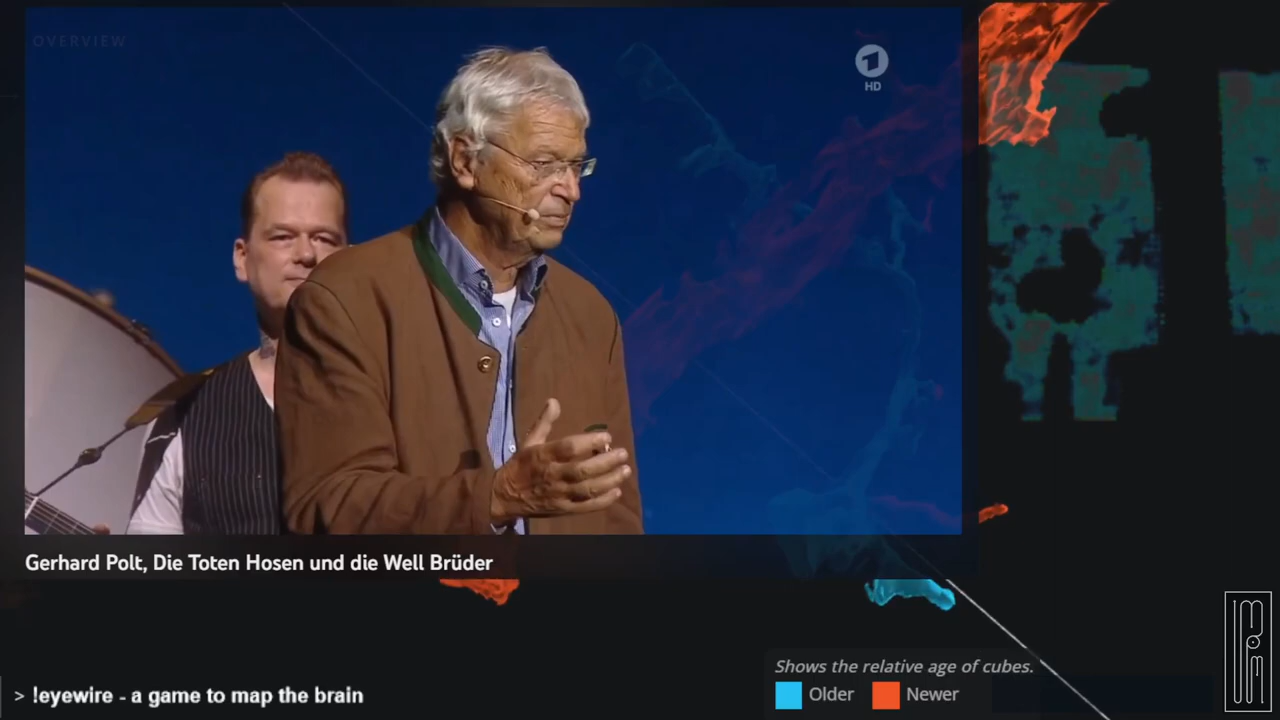 OVERVIEW
1
HD
Gerhard Polt, Die Toten Hosen und die Well Brüder
Shows the relative age of cubes.
Older Newer
> !eyewire - a game to map the brain